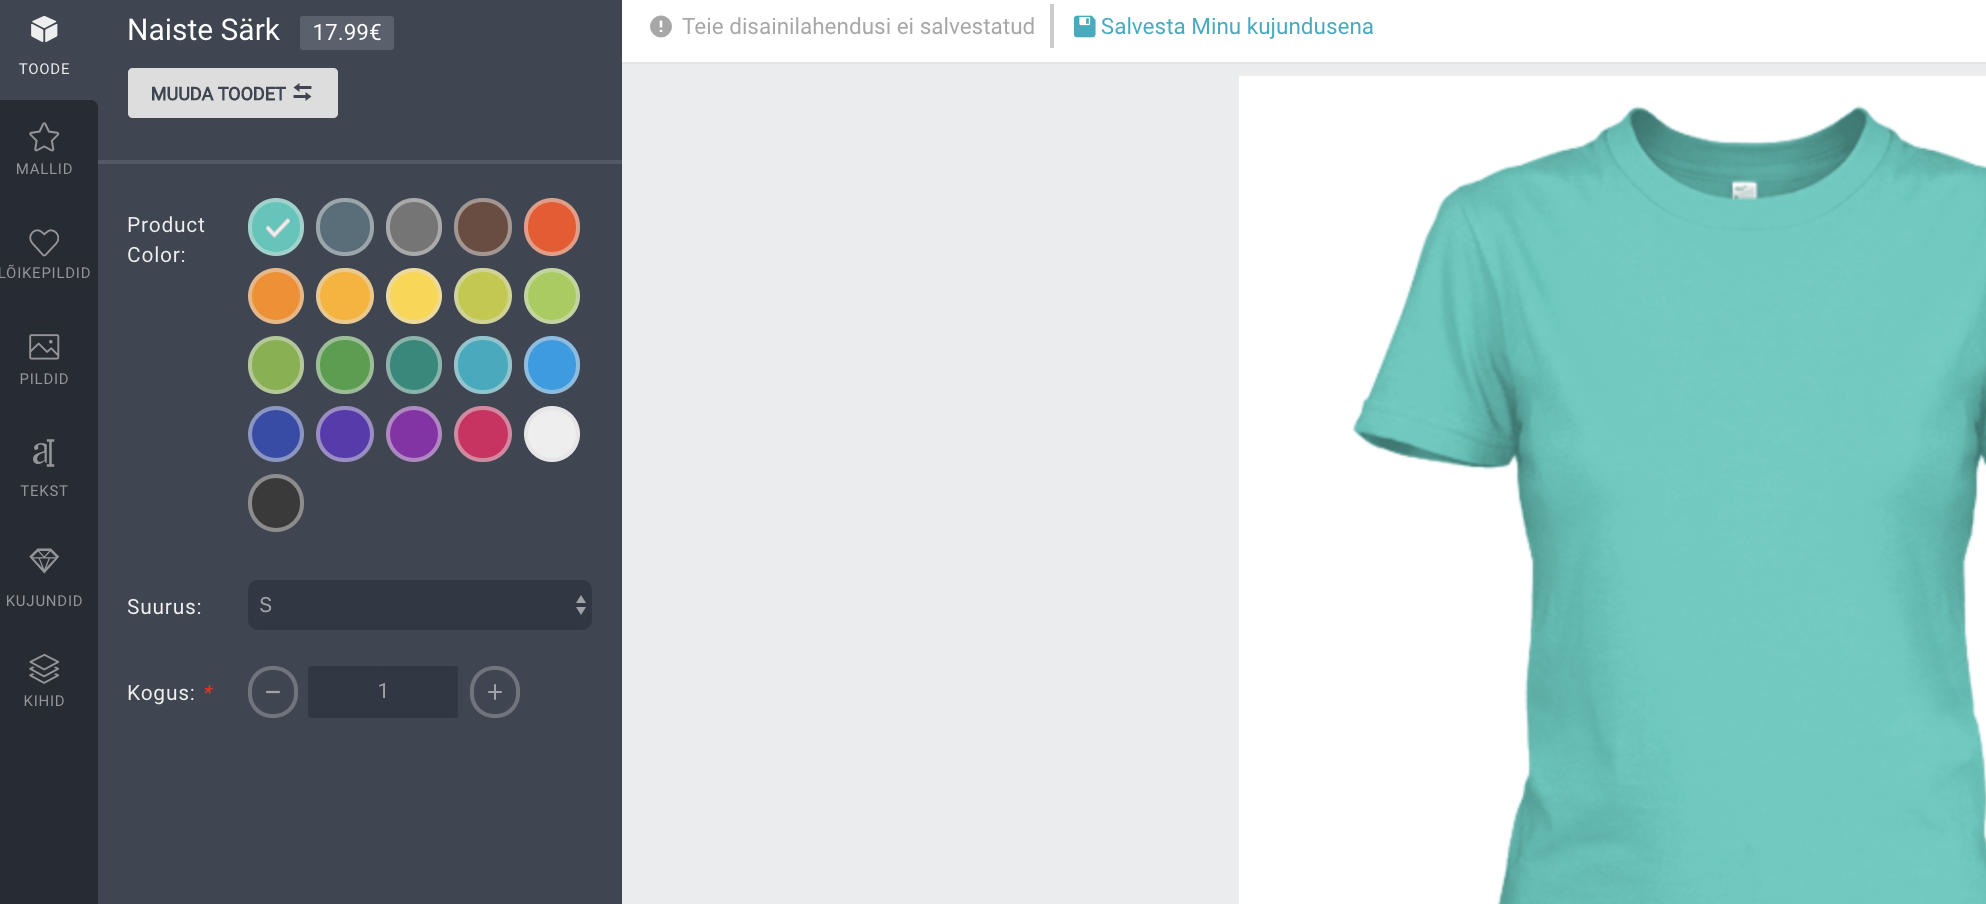 Naiste Särk 17.99€
Teie disainilahendusi ei salvestatud
Salvesta Minu kujundusena
TOODE
MUUDA TOODET
MALLID
LÕIKEPILDID
PILDID
TEKST
KUJUNDID
KIHID
Product
Color:
Suurus: S
Kogus: * 1